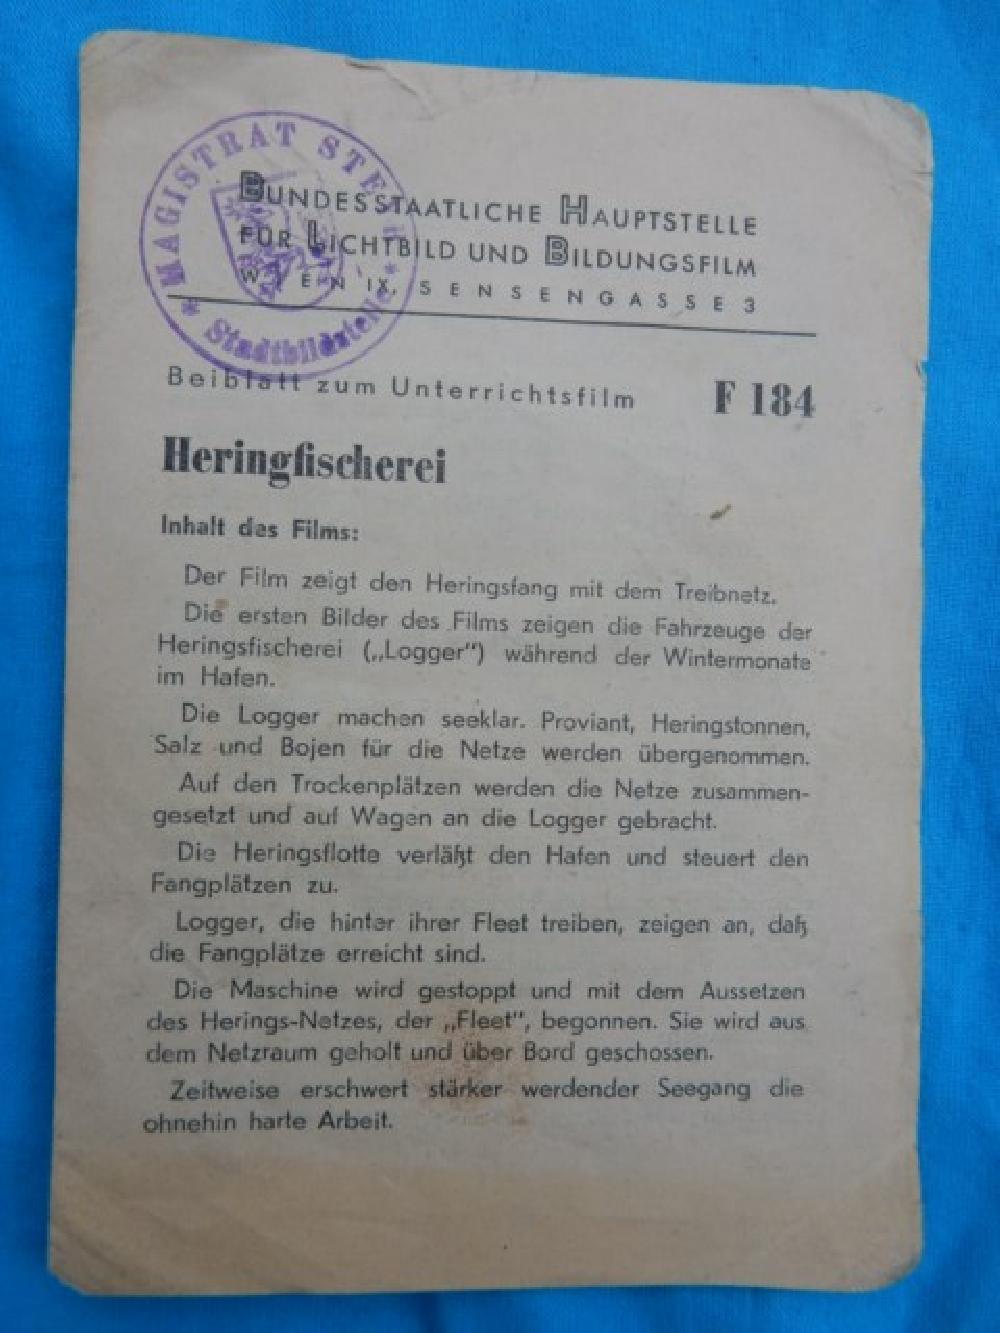 MAGISTRAT STEYR
* Stadtbildstelle *
BUNDESSTAATLICHE HAUPTSTELLE
FÜR LICHTBILD UND BILDUNGSFILM
WIEN IX, SENSENGASSE 3
Beiblatt zum Unterrichtsfilm F 184
Heringfischerei
Inhalt des Films:
Der Film zeigt den Heringsfang mit dem Treibnetz.
Die ersten Bilder des Films zeigen die Fahrzeuge der
Heringsfischerei („Logger") während der Wintermonate
im Hafen.
Die Logger machen seeklar. Proviant, Heringstonnen,
Salz und Bojen für die Netze werden übergenommen.
Auf den Trockenplätzen werden die Netze zusammen-
gesetzt und auf Wagen an die Logger gebracht.
Die Heringsflotte verläßt den Hafen und steuert den
Fangplätzen zu.
Logger, die hinter ihrer Fleet treiben, zeigen an, daß
die Fangplätze erreicht sind.
Die Maschine wird gestoppt und mit dem Aussetzen
des Herings-Netzes, der „Fleet", begonnen. Sie wird aus
dem Netzraum geholt und über Bord geschossen.
Zeitweise erschwert stärker werdender Seegang die
ohnehin harte Arbeit.